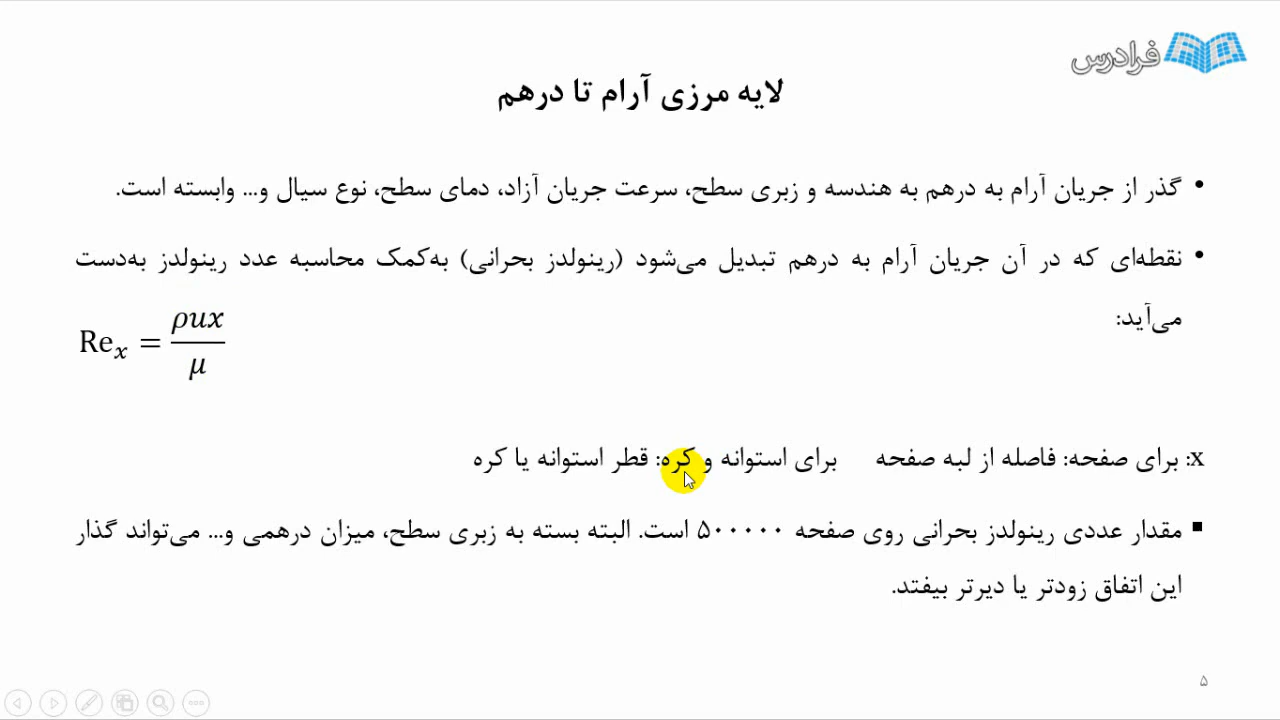 فرادرس
لایه مرزی آرام تا درهم
• گذر از جریان آرام به درهم به هندسه و زبری سطح، سرعت جریان آزاد، دمای سطح، نوع سیال و... وابسته است.
• نقطه‌ای که در آن جریان آرام به درهم تبدیل می‌شود (رینولدز بحرانی) به‌کمک محاسبه عدد رینولدز به‌دست
می‌آید:
Reₓ = ρux / μ
x: برای صفحه: فاصله از لبه صفحه برای استوانه و کره: قطر استوانه یا کره
▪ مقدار عددی رینولدز بحرانی روی صفحه ۵۰۰۰۰۰ است. البته بسته به زبری سطح، میزان درهمی و... می‌تواند گذار
این اتفاق زودتر یا دیرتر بیفتد.
۵